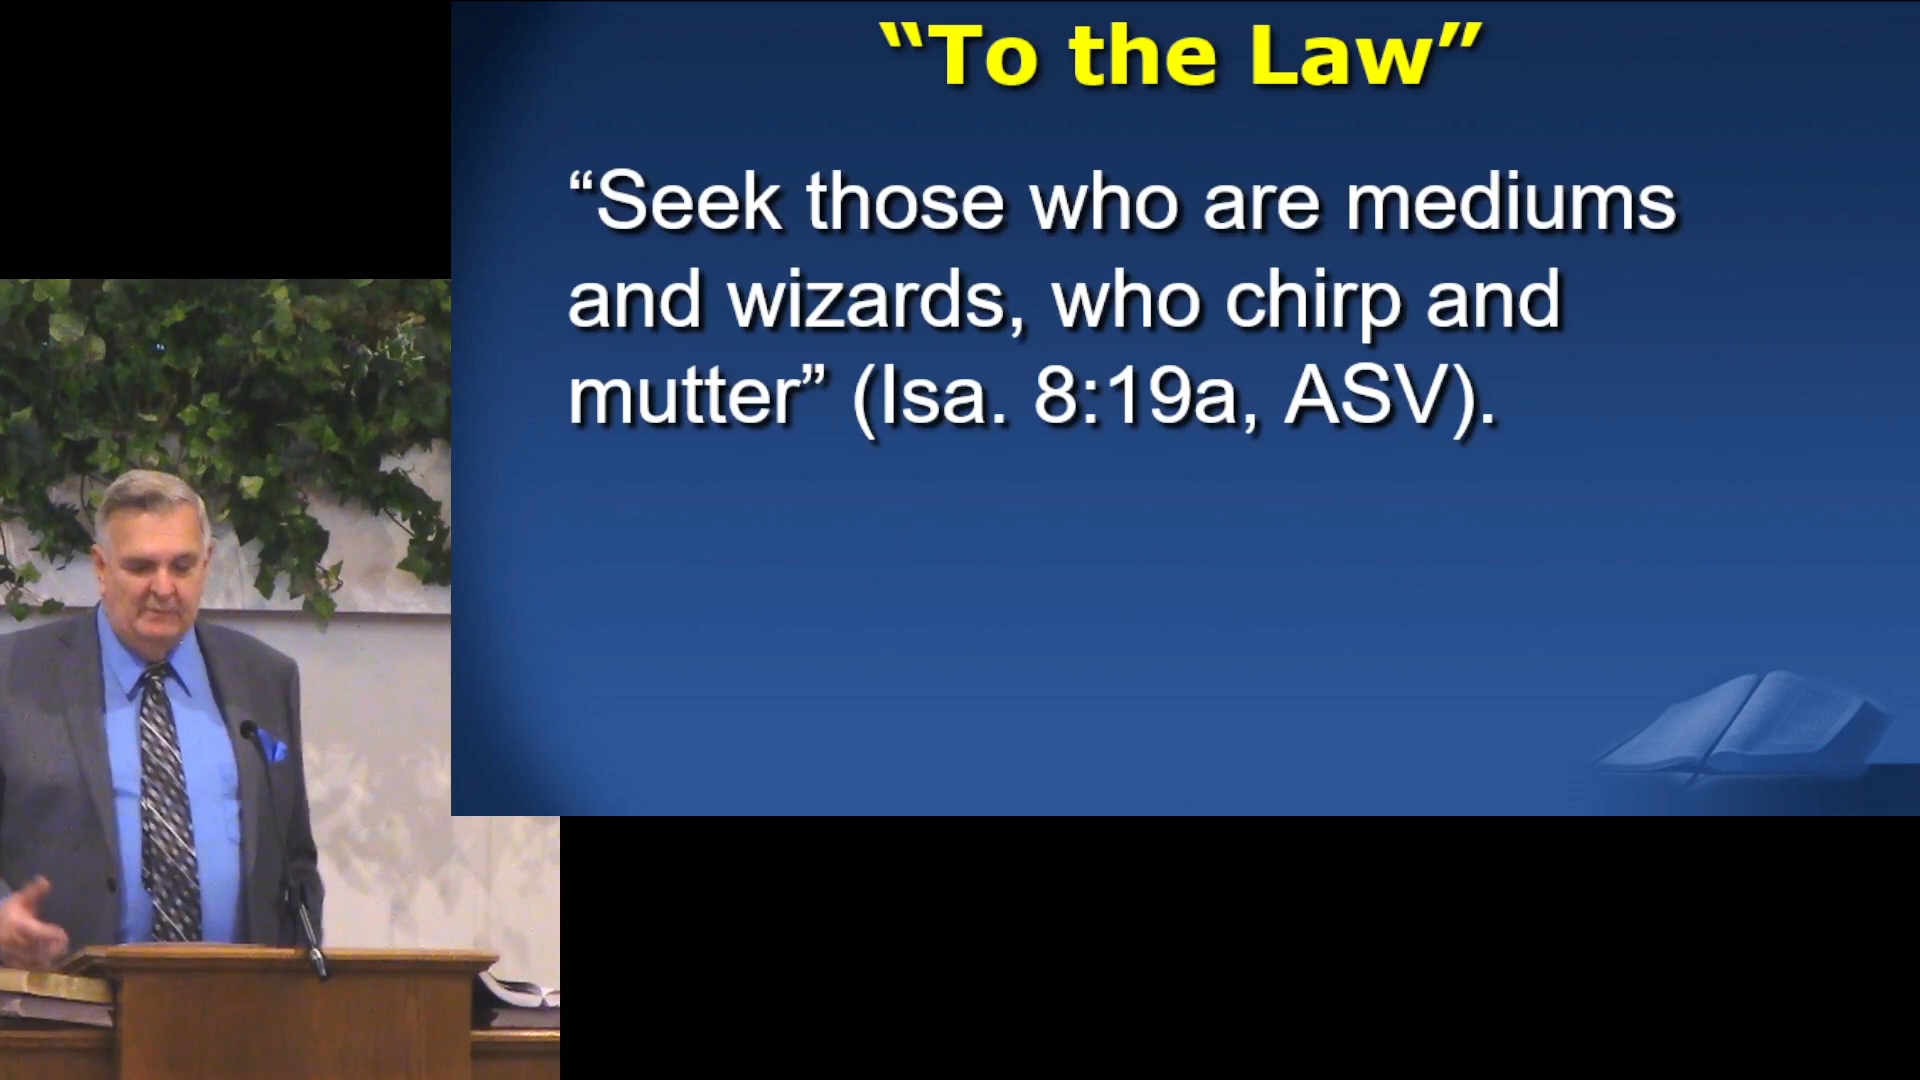 “To the Law”
“Seek those who are mediums
and wizards, who chirp and
mutter” (Isa. 8:19a, ASV).